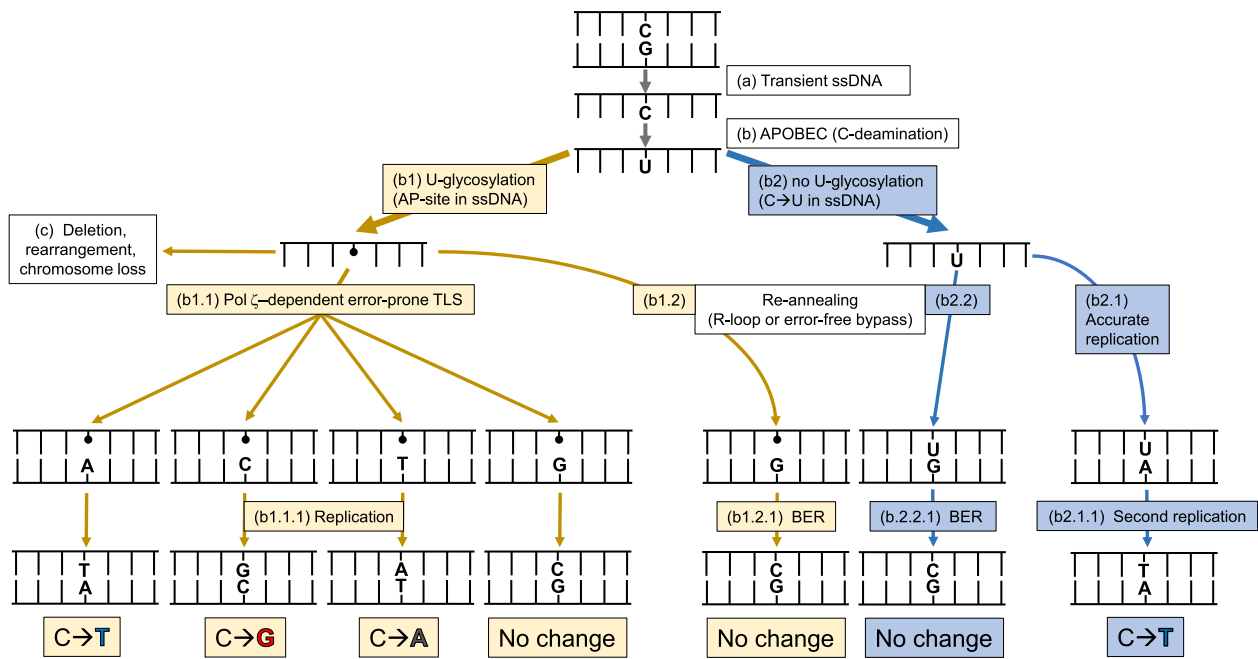 C
G
(a) Transient ssDNA
C
(b) APOBEC (C-deamination)
U
(b1) U-glycosylation
(AP-site in ssDNA)
(b2) no U-glycosylation
(C→U in ssDNA)
(c) Deletion,
rearrangement,
chromosome loss
U
(b1.1) Pol ζ–dependent error-prone TLS
(b1.2)
Re-annealing
(R-loop or error-free bypass)
(b2.2)
(b2.1)
Accurate
replication
A
C
T
G
G
U
G
U
A
(b1.1.1) Replication
(b1.2.1) BER
(b.2.2.1) BER
(b2.1.1) Second replication
T
A
G
C
A
T
C
G
C
G
C
G
T
A
C→T
C→G
C→A
No change
No change
No change
C→T